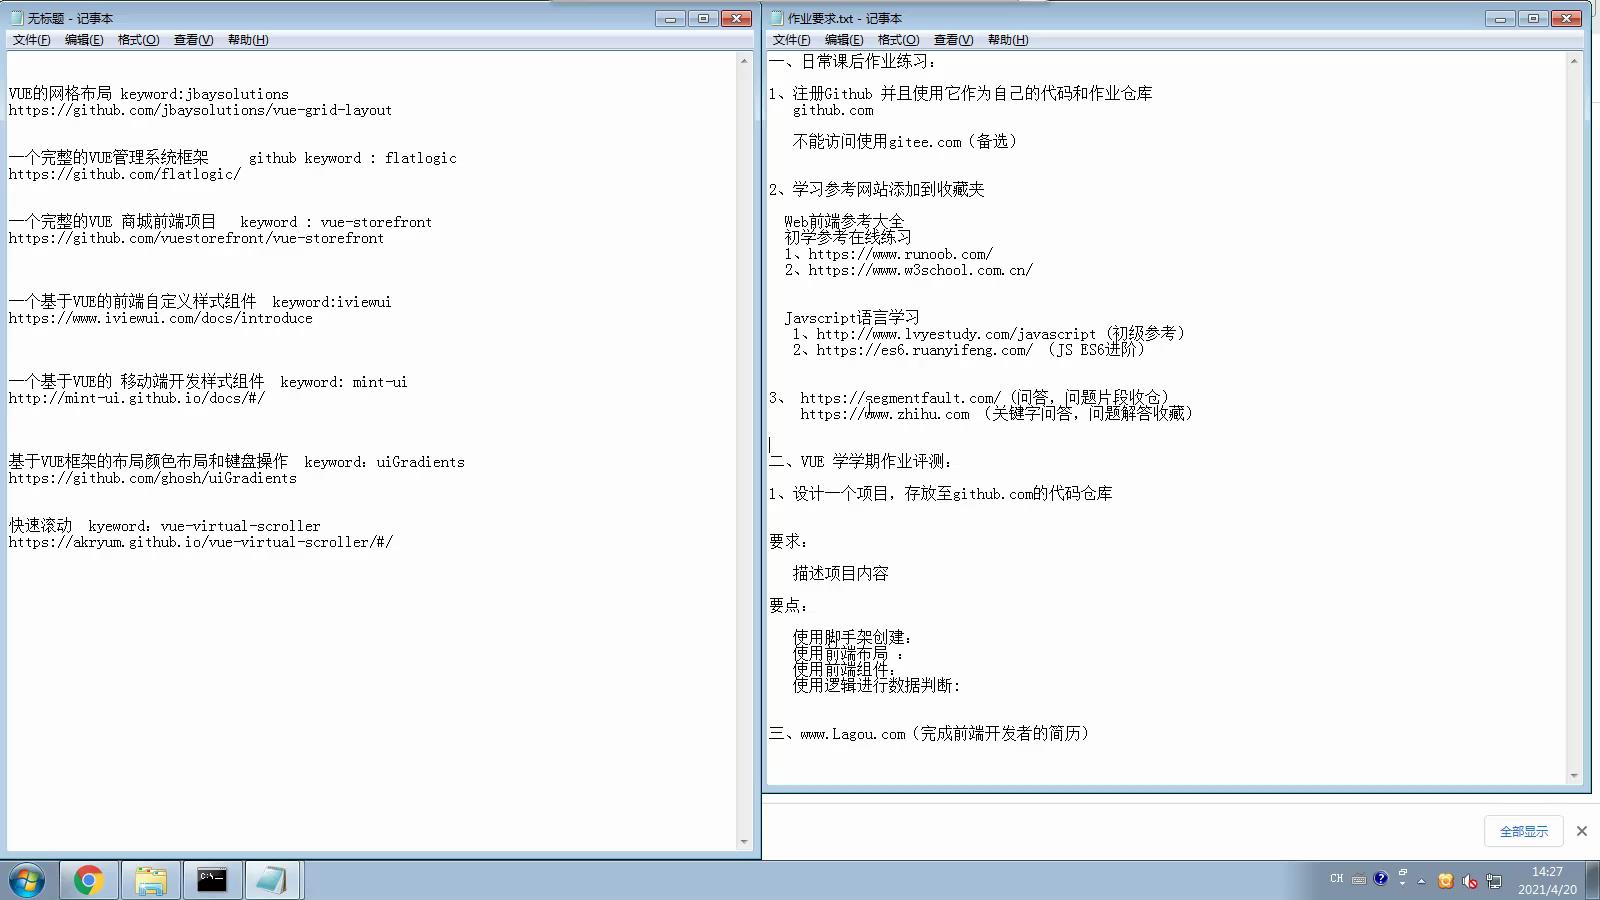 无标题 - 记事本
文件(F) 编辑(E) 格式(O) 查看(V) 帮助(H)
VUE的网格布局 keyword:jbaysolutions
https://github.com/jbaysolutions/vue-grid-layout
一个完整的VUE管理系统框架 github keyword : flatlogic
https://github.com/flatlogic/
一个完整的VUE 商城前端项目 keyword : vue-storefront
https://github.com/vuestorefront/vue-storefront
一个基于VUE的前端自定义样式组件 keyword:iviewui
https://www.iviewui.com/docs/introduce
一个基于VUE的 移动端开发样式组件 keyword: mint-ui
http://mint-ui.github.io/docs/#/
基于VUE框架的布局颜色布局和键盘操作 keyword: uiGradients
https://github.com/ghosh/uiGradients
快速滚动 kyeword: vue-virtual-scroller
https://akryum.github.io/vue-virtual-scroller/#/
作业要求.txt - 记事本
文件(F) 编辑(E) 格式(O) 查看(V) 帮助(H)
一、日常课后作业练习：
1、注册Github 并且使用它作为自己的代码和作业仓库
github.com
不能访问使用gitee.com（备选）
2、学习参考网站添加到收藏夹
Web前端参考大全
初学参考在线练习
1、https://www.runoob.com/
2、https://www.w3school.com.cn/
Javscript语言学习
1、http://www.lvyestudy.com/javascript（初级参考）
2、https://es6.ruanyifeng.com/ （JS ES6进阶）
3、 https://segmentfault.com/（问答，问题片段收仓）
https://www.zhihu.com （关键字问答，问题解答收藏）
二、VUE 学学期作业评测：
1、设计一个项目，存放至github.com的代码仓库
要求：
描述项目内容
要点：
使用脚手架创建：
使用前端布局 ：
使用前端组件：
使用逻辑进行数据判断:
三、www.Lagou.com（完成前端开发者的简历）
全部显示
CH
14:27
2021/4/20